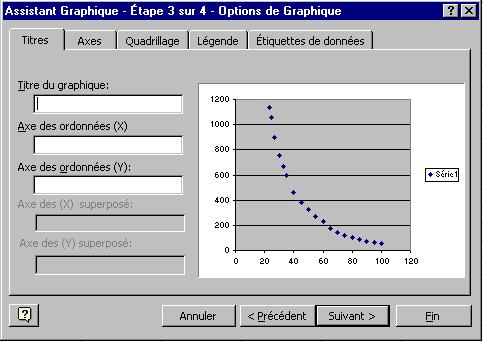 Assistant Graphique - Étape 3 sur 4 - Options de Graphique
Titres Axes Quadrillage Légende Étiquettes de données
Titre du graphique:
Axe des ordonnées (X)
Axe des ordonnées (Y):
Axe des (X) superposé:
Axe des (Y) superposé:
1200
1000
800
600
400
200
0
0 20 40 60 80 100 120
Série1
? Annuler < Précédent Suivant > Fin